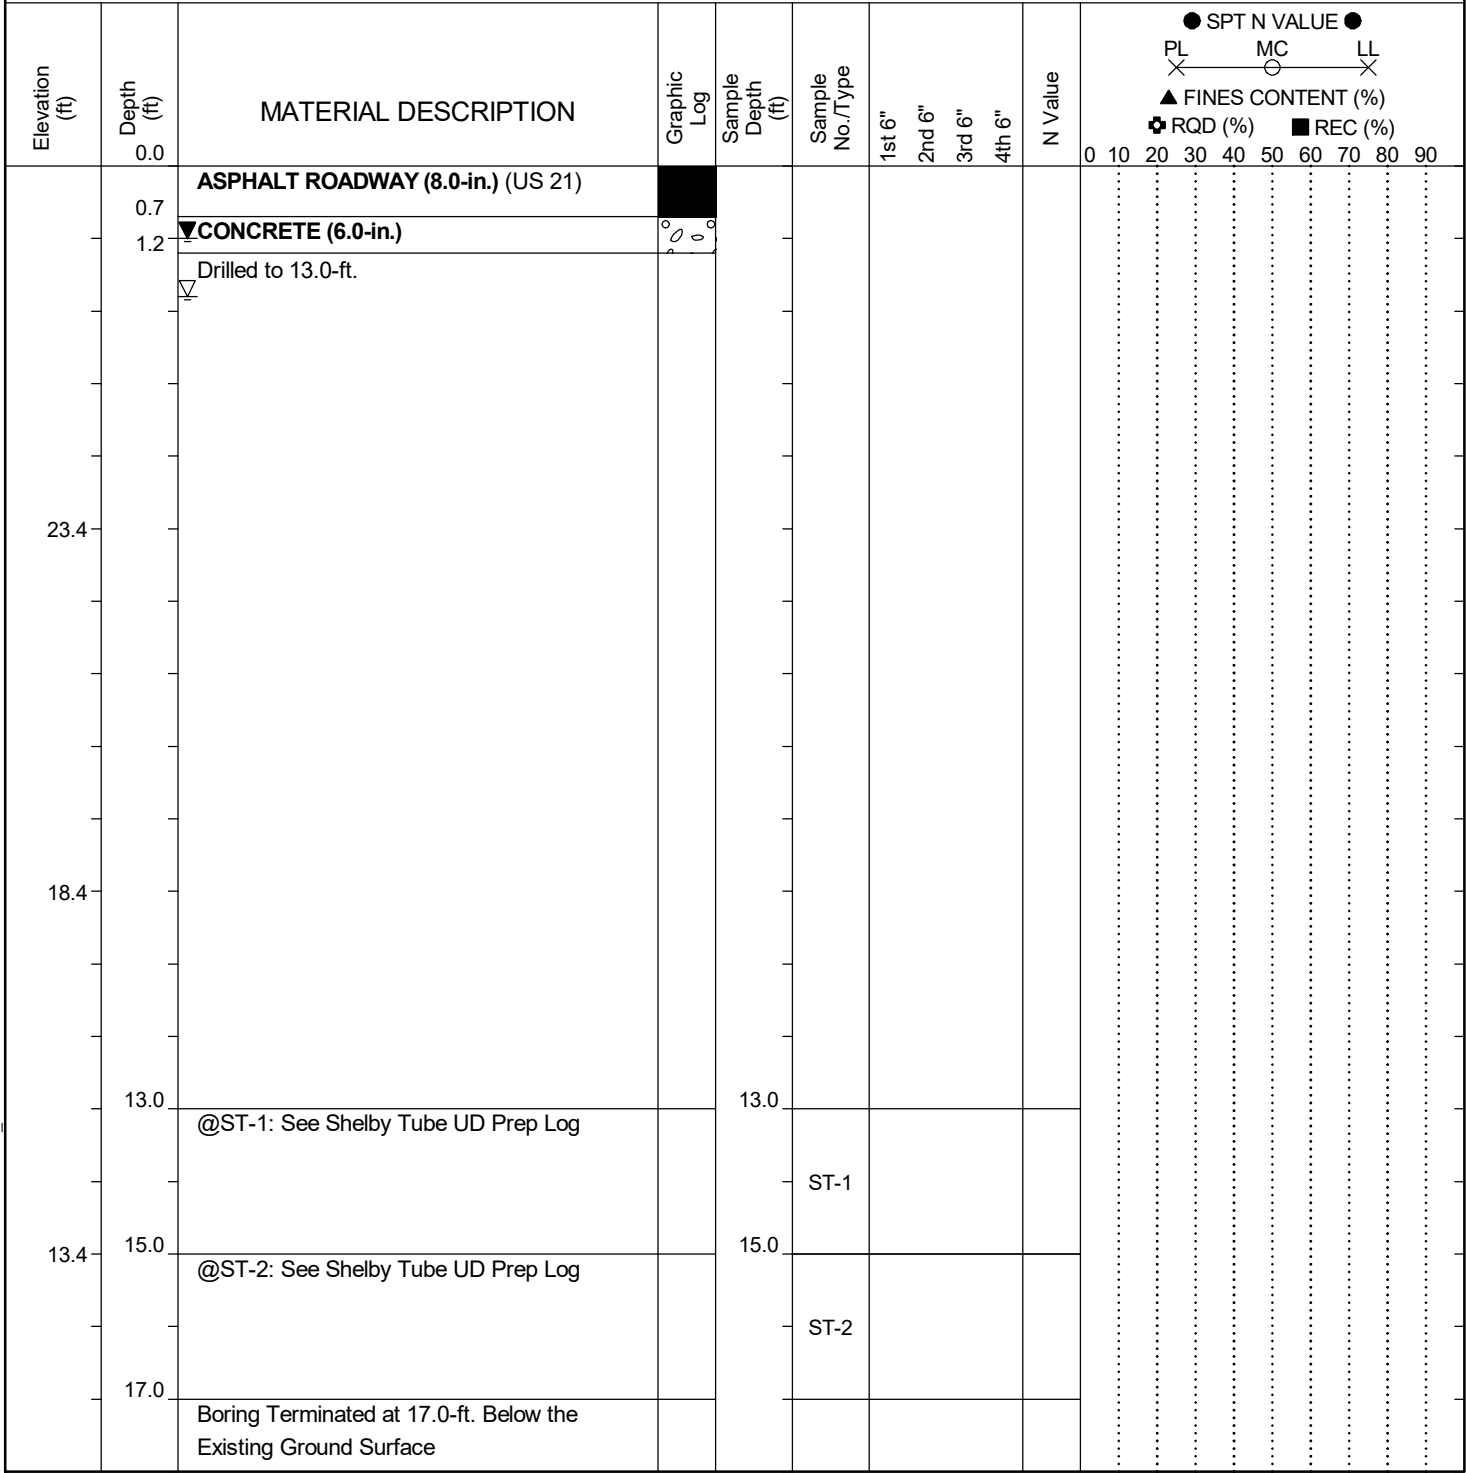 ● SPT N VALUE ●
PL MC LL
▲ FINES CONTENT (%)
RQD (%) ■ REC (%)
0 10 20 30 40 50 60 70 80 90
Elevation
(ft)
Depth
(ft)
0.0
MATERIAL DESCRIPTION
Graphic
Log
Sample
Depth
(ft)
Sample
No./Type
1st 6"
2nd 6"
3rd 6"
4th 6"
N Value
ASPHALT ROADWAY (8.0-in.) (US 21)
0.7
CONCRETE (6.0-in.)
1.2
Drilled to 13.0-ft.
23.4
18.4
13.0 13.0
@ST-1: See Shelby Tube UD Prep Log
ST-1
13.4 15.0 15.0
@ST-2: See Shelby Tube UD Prep Log
ST-2
17.0
Boring Terminated at 17.0-ft. Below the
Existing Ground Surface